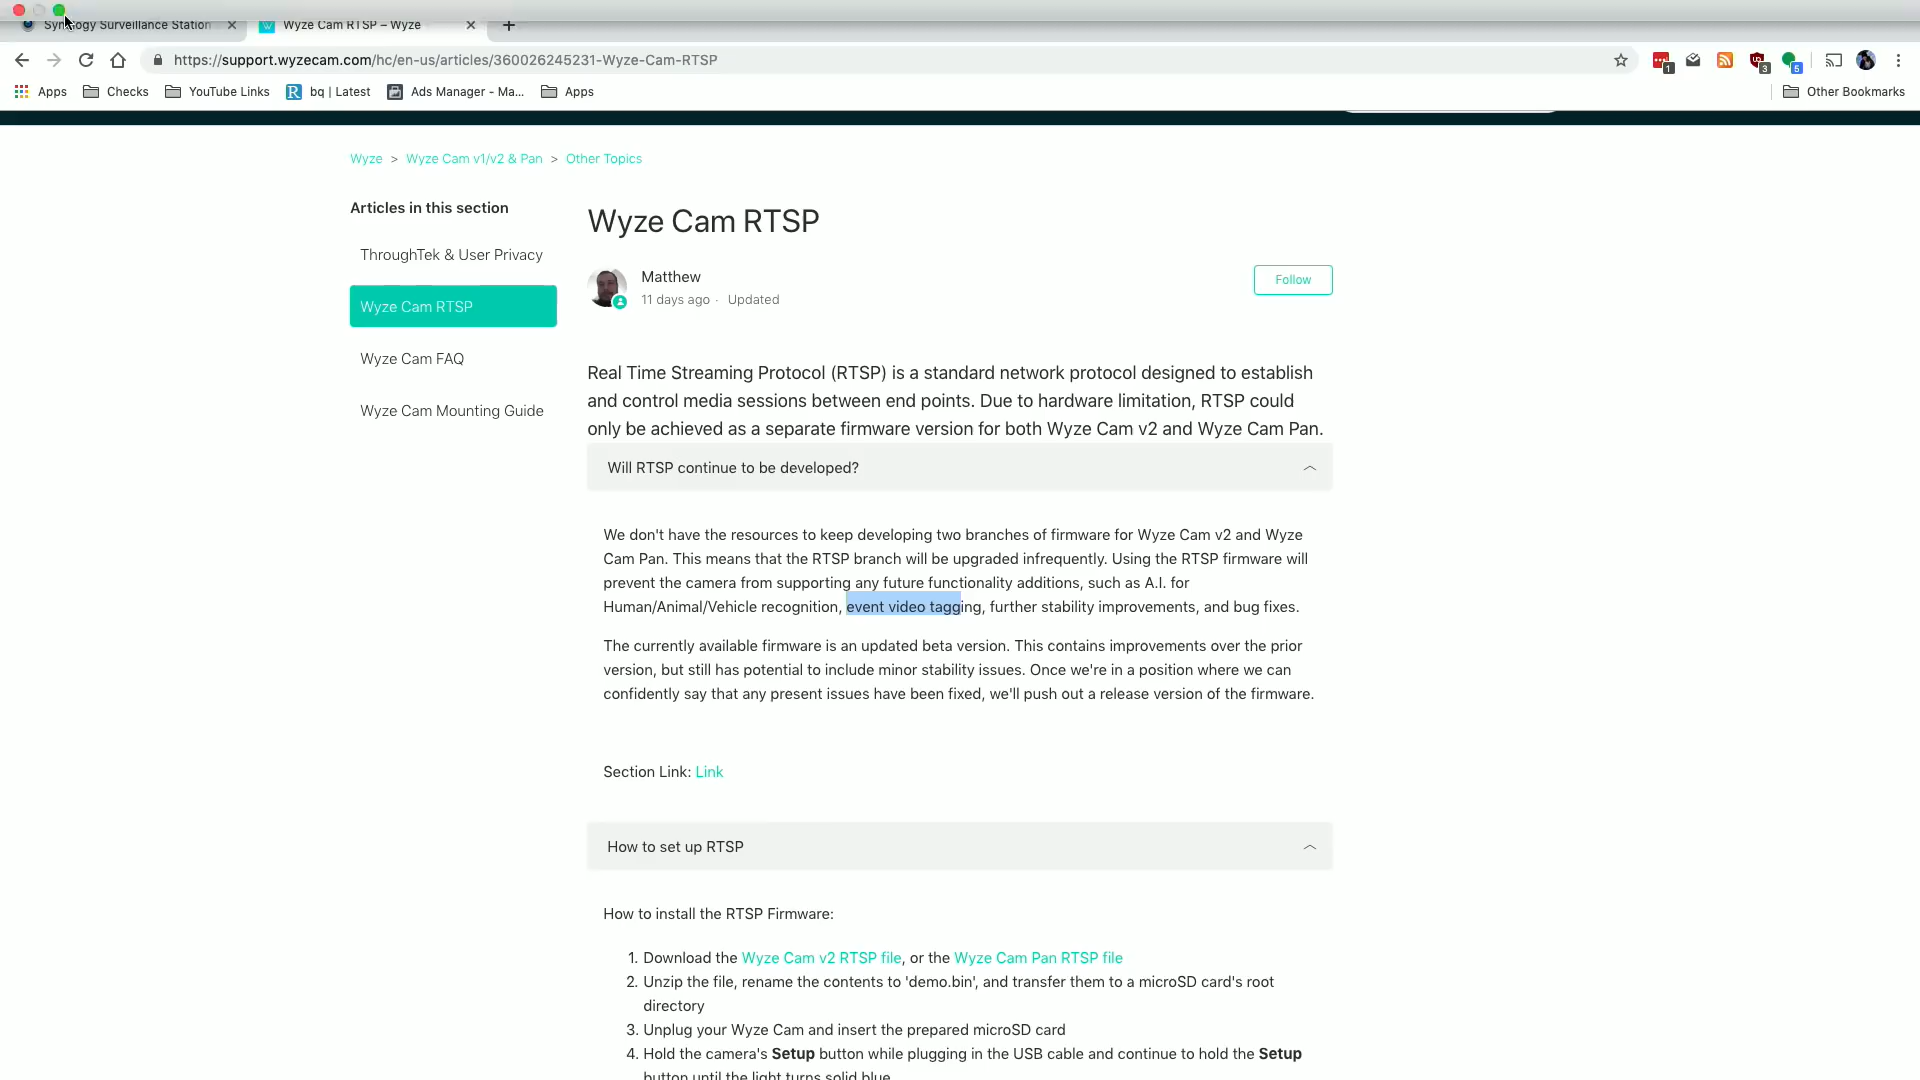 Synology Surveillance Station
Wyze Cam RTSP – Wyze
https://support.wyzecam.com/hc/en-us/articles/360026245231-Wyze-Cam-RTSP
1
3
5
Apps
Checks
YouTube Links
R bq | Latest
Ads Manager - Ma...
Apps
Other Bookmarks
Wyze > Wyze Cam v1/v2 & Pan > Other Topics
Articles in this section
ThroughTek & User Privacy
Wyze Cam RTSP
Wyze Cam FAQ
Wyze Cam Mounting Guide
Wyze Cam RTSP
Matthew
11 days ago · Updated
Follow
Real Time Streaming Protocol (RTSP) is a standard network protocol designed to establish
and control media sessions between end points. Due to hardware limitation, RTSP could
only be achieved as a separate firmware version for both Wyze Cam v2 and Wyze Cam Pan.
Will RTSP continue to be developed?
We don't have the resources to keep developing two branches of firmware for Wyze Cam v2 and Wyze
Cam Pan. This means that the RTSP branch will be upgraded infrequently. Using the RTSP firmware will
prevent the camera from supporting any future functionality additions, such as A.I. for
Human/Animal/Vehicle recognition, event video tagging, further stability improvements, and bug fixes.
The currently available firmware is an updated beta version. This contains improvements over the prior
version, but still has potential to include minor stability issues. Once we're in a position where we can
confidently say that any present issues have been fixed, we'll push out a release version of the firmware.
Section Link: Link
How to set up RTSP
How to install the RTSP Firmware:
1. Download the Wyze Cam v2 RTSP file, or the Wyze Cam Pan RTSP file
2. Unzip the file, rename the contents to 'demo.bin', and transfer them to a microSD card's root
directory
3. Unplug your Wyze Cam and insert the prepared microSD card
4. Hold the camera's Setup button while plugging in the USB cable and continue to hold the Setup
button until the light turns solid blue